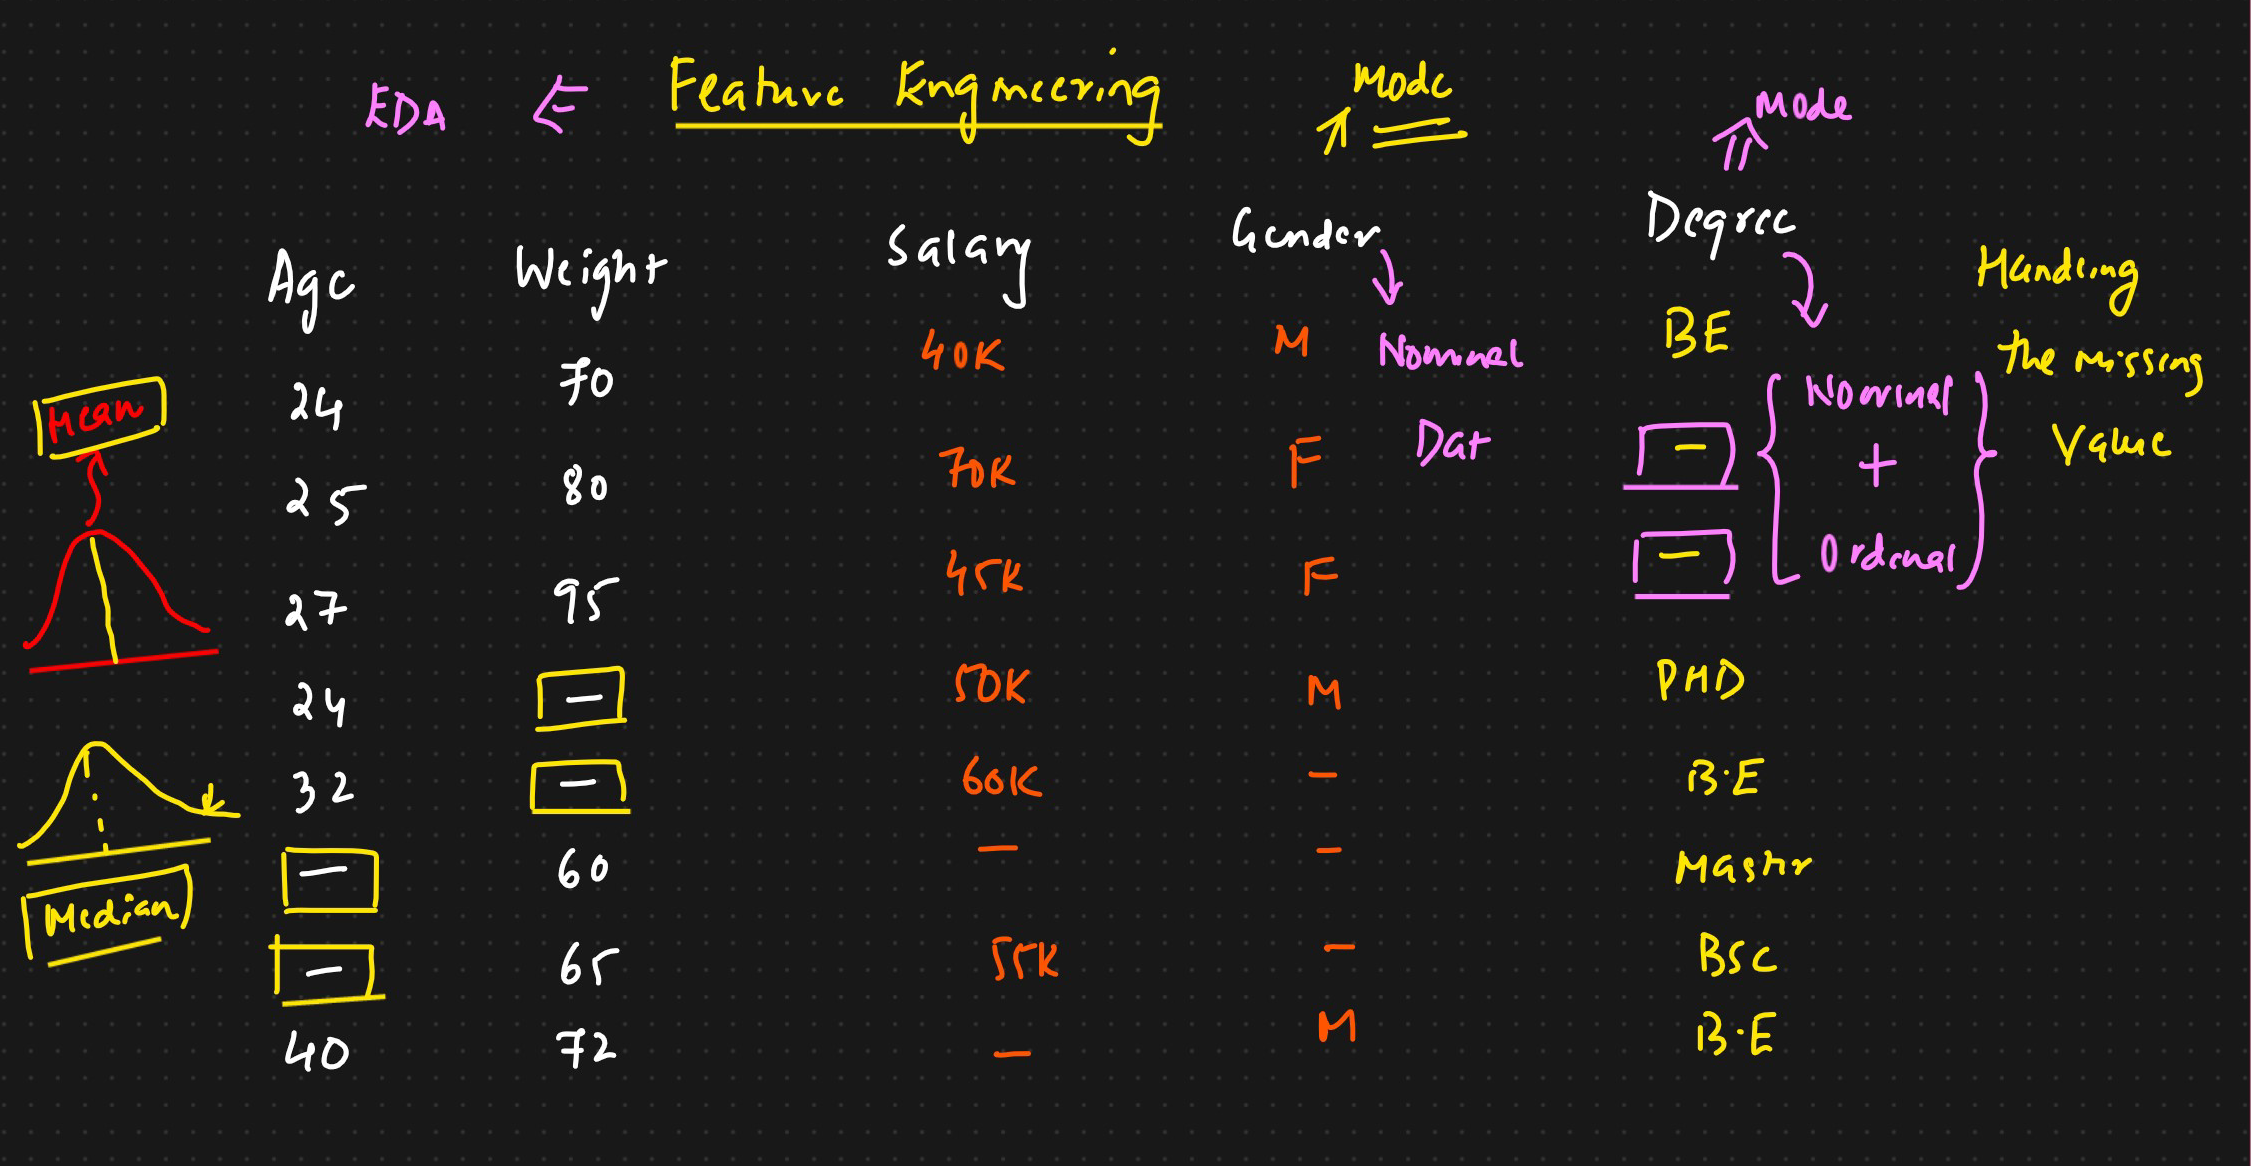 EDA ⇐ Feature Engineering
Mode
Mode
Age Weight Salary Gender Degree
Handling
the Missing
Value
Nominal
Dat
Nominal
+
Ordinal
Mean
Median
24 70 40K M BE
25 80 70K F -
27 95 45K F -
24 - 50K M PHD
32 - 60K - B.E
- 60 - - Master
- 65 55K - BSC
40 72 - M B.E